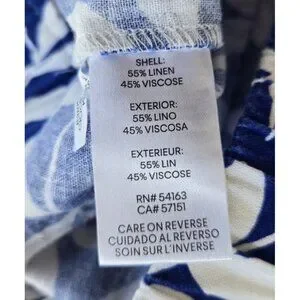 SHELL:
55% LINEN
45% VISCOSE
EXTERIOR:
55% LINO
45% VISCOSA
EXTERIEUR:
55% LIN
45% VISCOSE
RN# 54163
CA# 57151
CARE ON REVERSE
CUIDADO AL REVERSO
SOIN SUR L'INVERSE